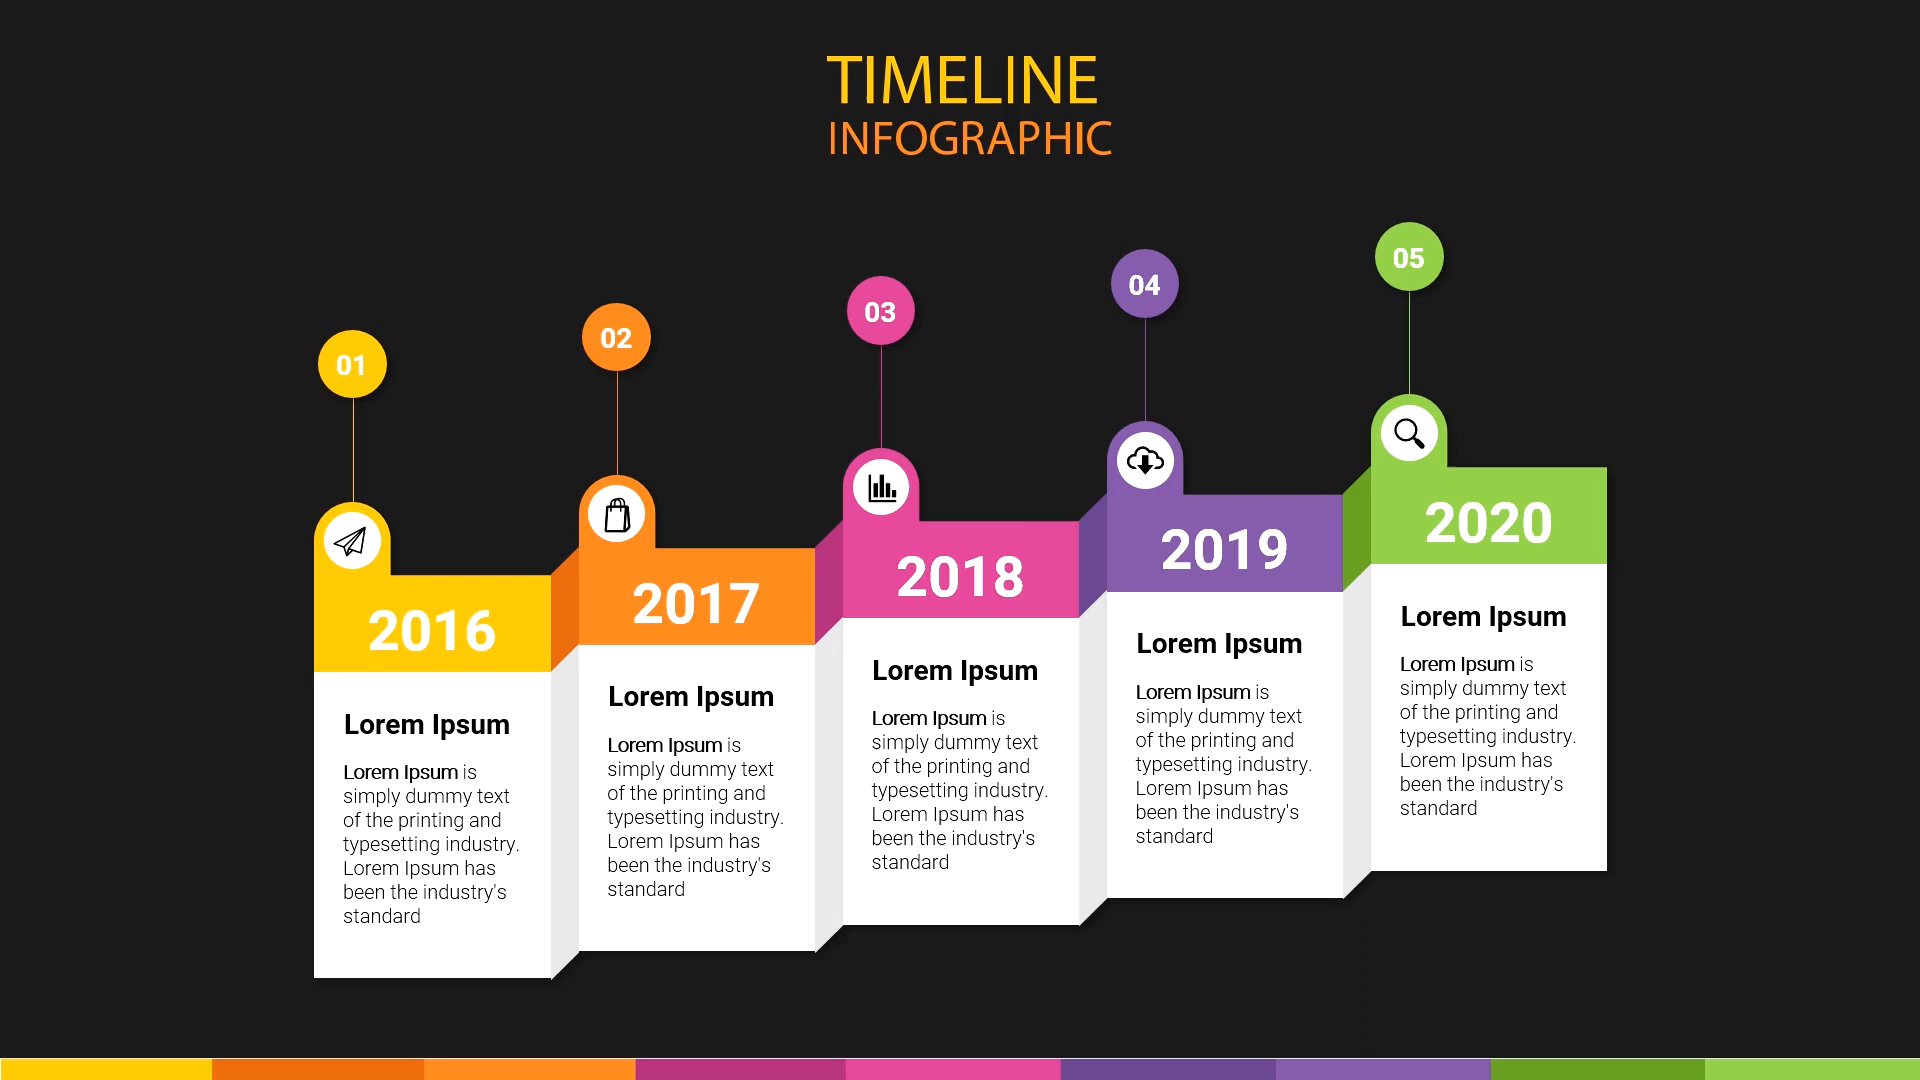 TIMELINE
INFOGRAPHIC
01
2016
Lorem Ipsum
Lorem Ipsum is
simply dummy text
of the printing and
typesetting industry.
Lorem Ipsum has
been the industry's
standard
02
2017
Lorem Ipsum
Lorem Ipsum is
simply dummy text
of the printing and
typesetting industry.
Lorem Ipsum has
been the industry's
standard
03
2018
Lorem Ipsum
Lorem Ipsum is
simply dummy text
of the printing and
typesetting industry.
Lorem Ipsum has
been the industry's
standard
04
2019
Lorem Ipsum
Lorem Ipsum is
simply dummy text
of the printing and
typesetting industry.
Lorem Ipsum has
been the industry's
standard
05
2020
Lorem Ipsum
Lorem Ipsum is
simply dummy text
of the printing and
typesetting industry.
Lorem Ipsum has
been the industry's
standard